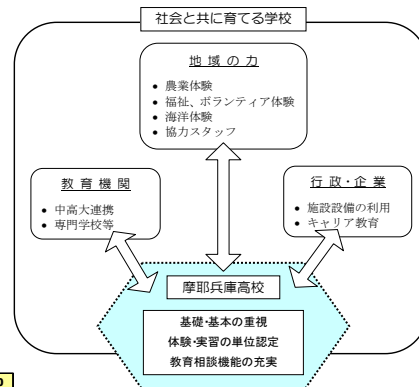 社会と共に育てる学校
地域の力
• 農業体験
• 福祉、ボランティア体験
• 海洋体験
• 協力スタッフ
教育機関
• 中高大連携
• 専門学校等
行政・企業
• 施設設備の利用
• キャリア教育
摩耶兵庫高校
基礎・基本の重視
体験・実習の単位認定
教育相談機能の充実